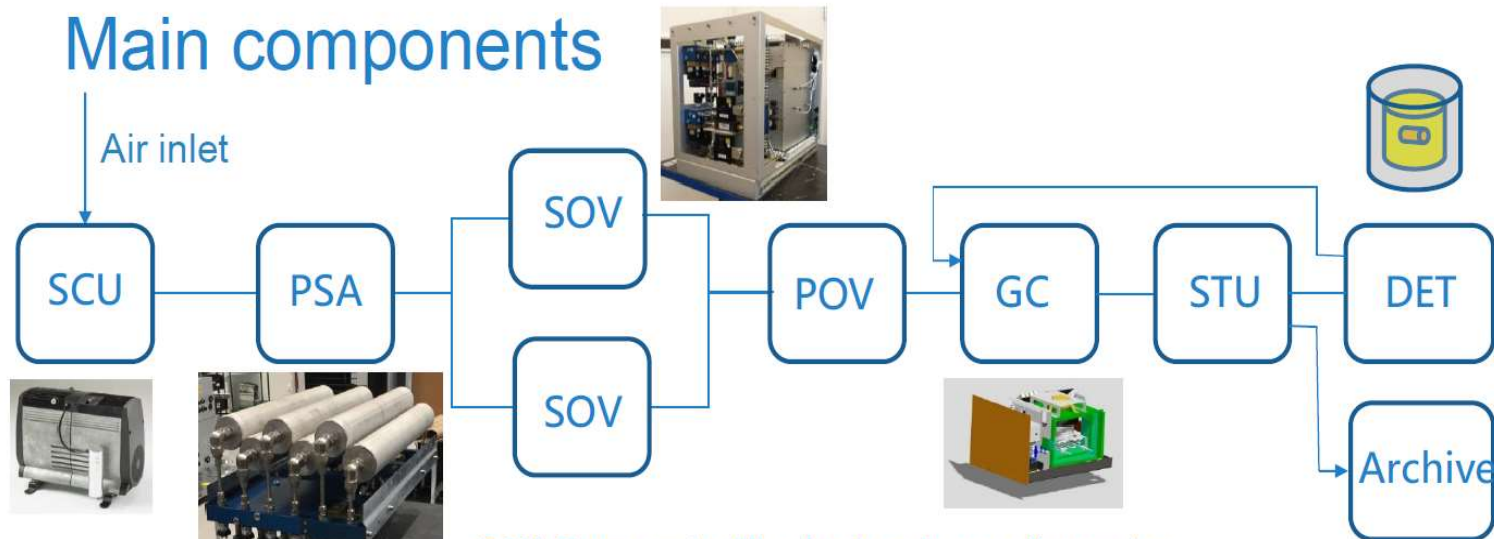 Main components
Air inlet
SCU
PSA
SOV
SOV
POV
GC
STU
DET
Archive